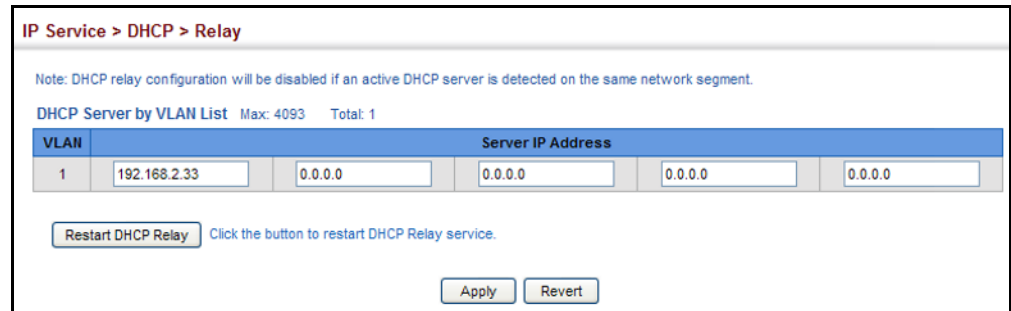 IP Service > DHCP > Relay
Note: DHCP relay configuration will be disabled if an active DHCP server is detected on the same network segment.
DHCP Server by VLAN List Max: 4093 Total: 1
VLAN Server IP Address
1 192.168.2.33 0.0.0.0 0.0.0.0 0.0.0.0 0.0.0.0
Restart DHCP Relay Click the button to restart DHCP Relay service.
Apply Revert